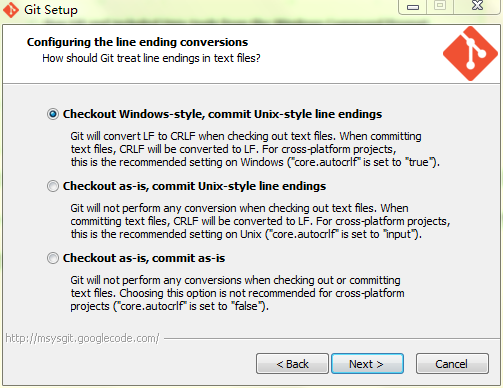 Git Setup
Configuring the line ending conversions
How should Git treat line endings in text files?
Checkout Windows-style, commit Unix-style line endings
Git will convert LF to CRLF when checking out text files. When committing
text files, CRLF will be converted to LF. For cross-platform projects,
this is the recommended setting on Windows ("core.autocrlf" is set to "true").
Checkout as-is, commit Unix-style line endings
Git will not perform any conversion when checking out text files. When
committing text files, CRLF will be converted to LF. For cross-platform projects,
this is the recommended setting on Unix ("core.autocrlf" is set to "input").
Checkout as-is, commit as-is
Git will not perform any conversions when checking out or committing
text files. Choosing this option is not recommended for cross-platform
projects ("core.autocrlf" is set to "false").
http://msysgit.googlecode.com/
< Back
Next >
Cancel